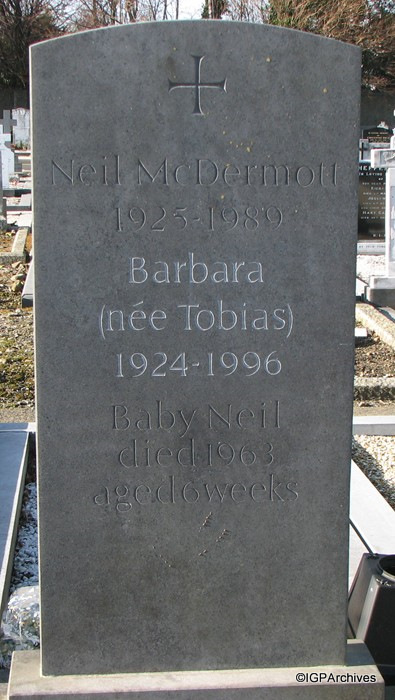 Neil McDermott
1925-1989
Barbara
(née Tobias)
1924-1996
Baby Neil
died 1963
aged 6 weeks
©IGPArchives